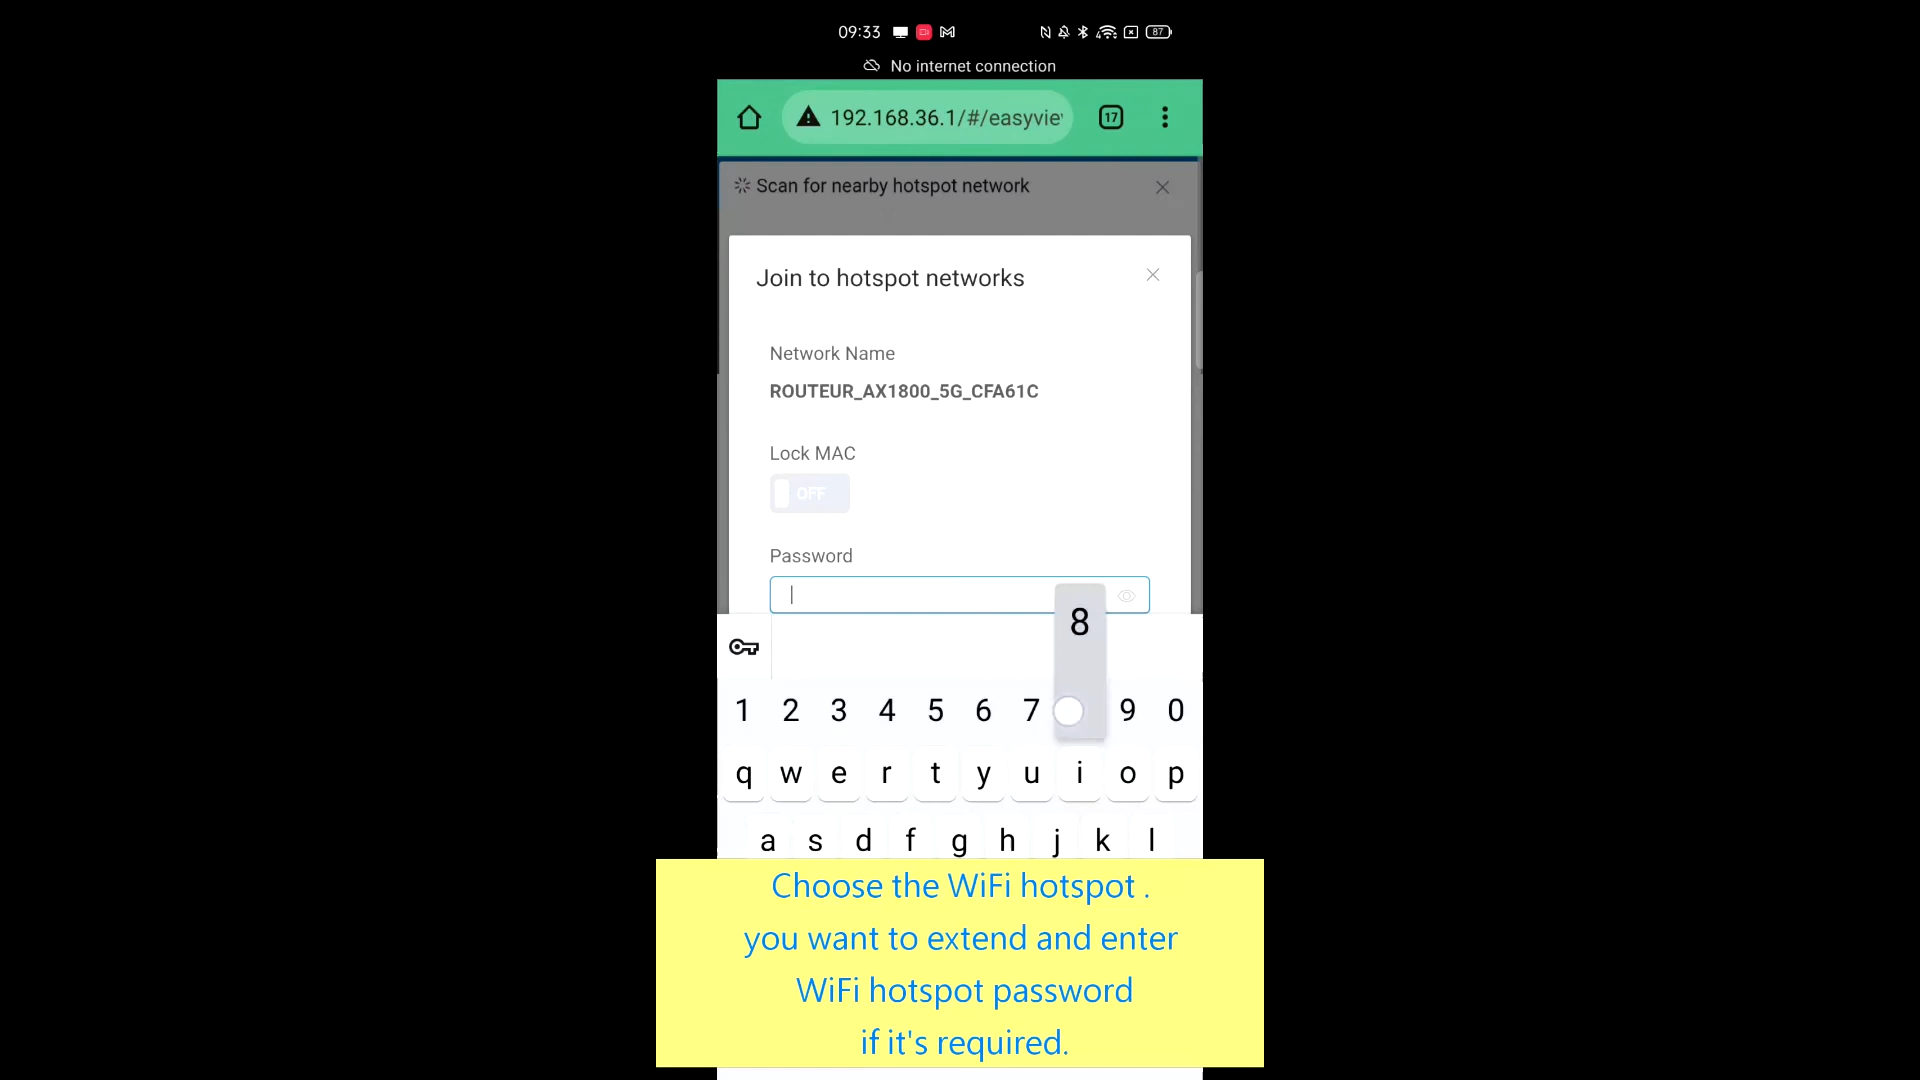 09:33
87
No internet connection
192.168.36.1/#/easyvie
17
Scan for nearby hotspot network
Join to hotspot networks
Network Name
ROUTEUR_AX1800_5G_CFA61C
Lock MAC
OFF
Password
8
1 2 3 4 5 6 7 9 0
q w e r t y u i o p
a s d f g h j k l
Choose the WiFi hotspot .
you want to extend and enter
WiFi hotspot password
if it's required.